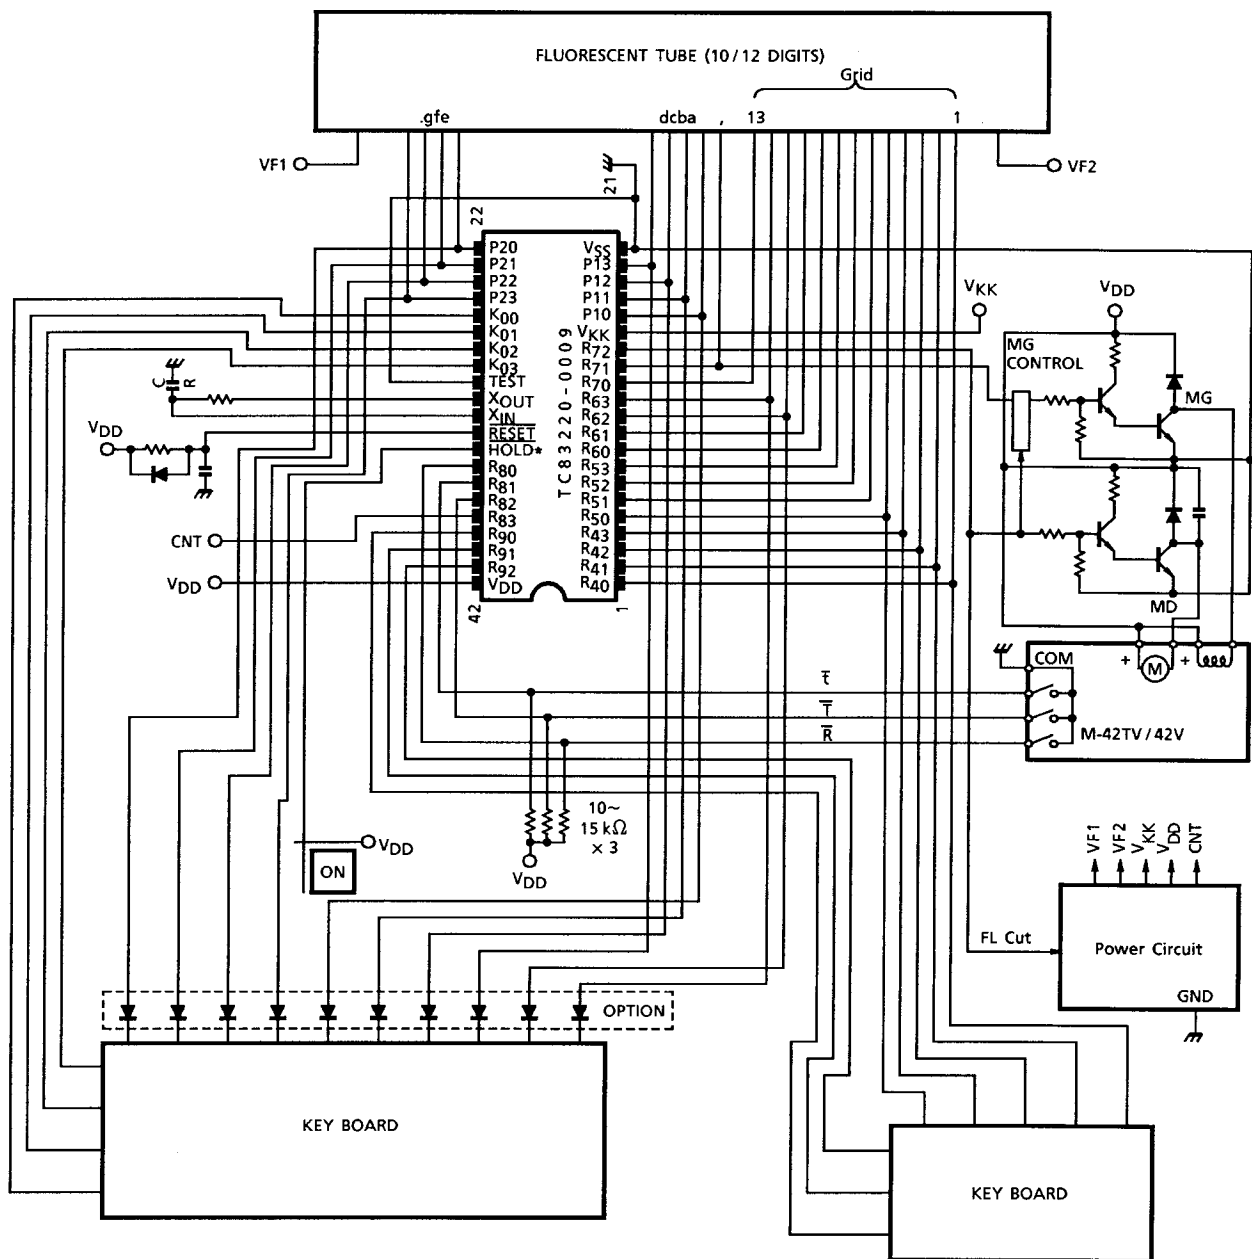 FLUORESCENT TUBE (10/12 DIGITS)
Grid
.gfe
dcba , 13 1
VF1
VF2
21
22
P20
P21
P22
P23
K00
K01
K02
K03
TEST
XOUT
XIN
RESET
HOLD*
R80
R81
R82
R83
R90
R91
R92
VDD
42
VSS
P13
P12
P11
P10
VKK
R72
R71
R70
R63
R62
R61
R60
R53
R52
R51
R50
R43
R42
R41
R40
1
TC83220-0009
C R
VDD
CNT
VDD
VKK
VDD
MG
CONTROL
MG
MD
COM
+ M +
M-42TV/42V
t
T
R
10~
15 kΩ
× 3
VDD
VDD
ON
VF1
VF2
VKK
VDD
CNT
FL Cut
Power Circuit
GND
OPTION
KEY BOARD
KEY BOARD